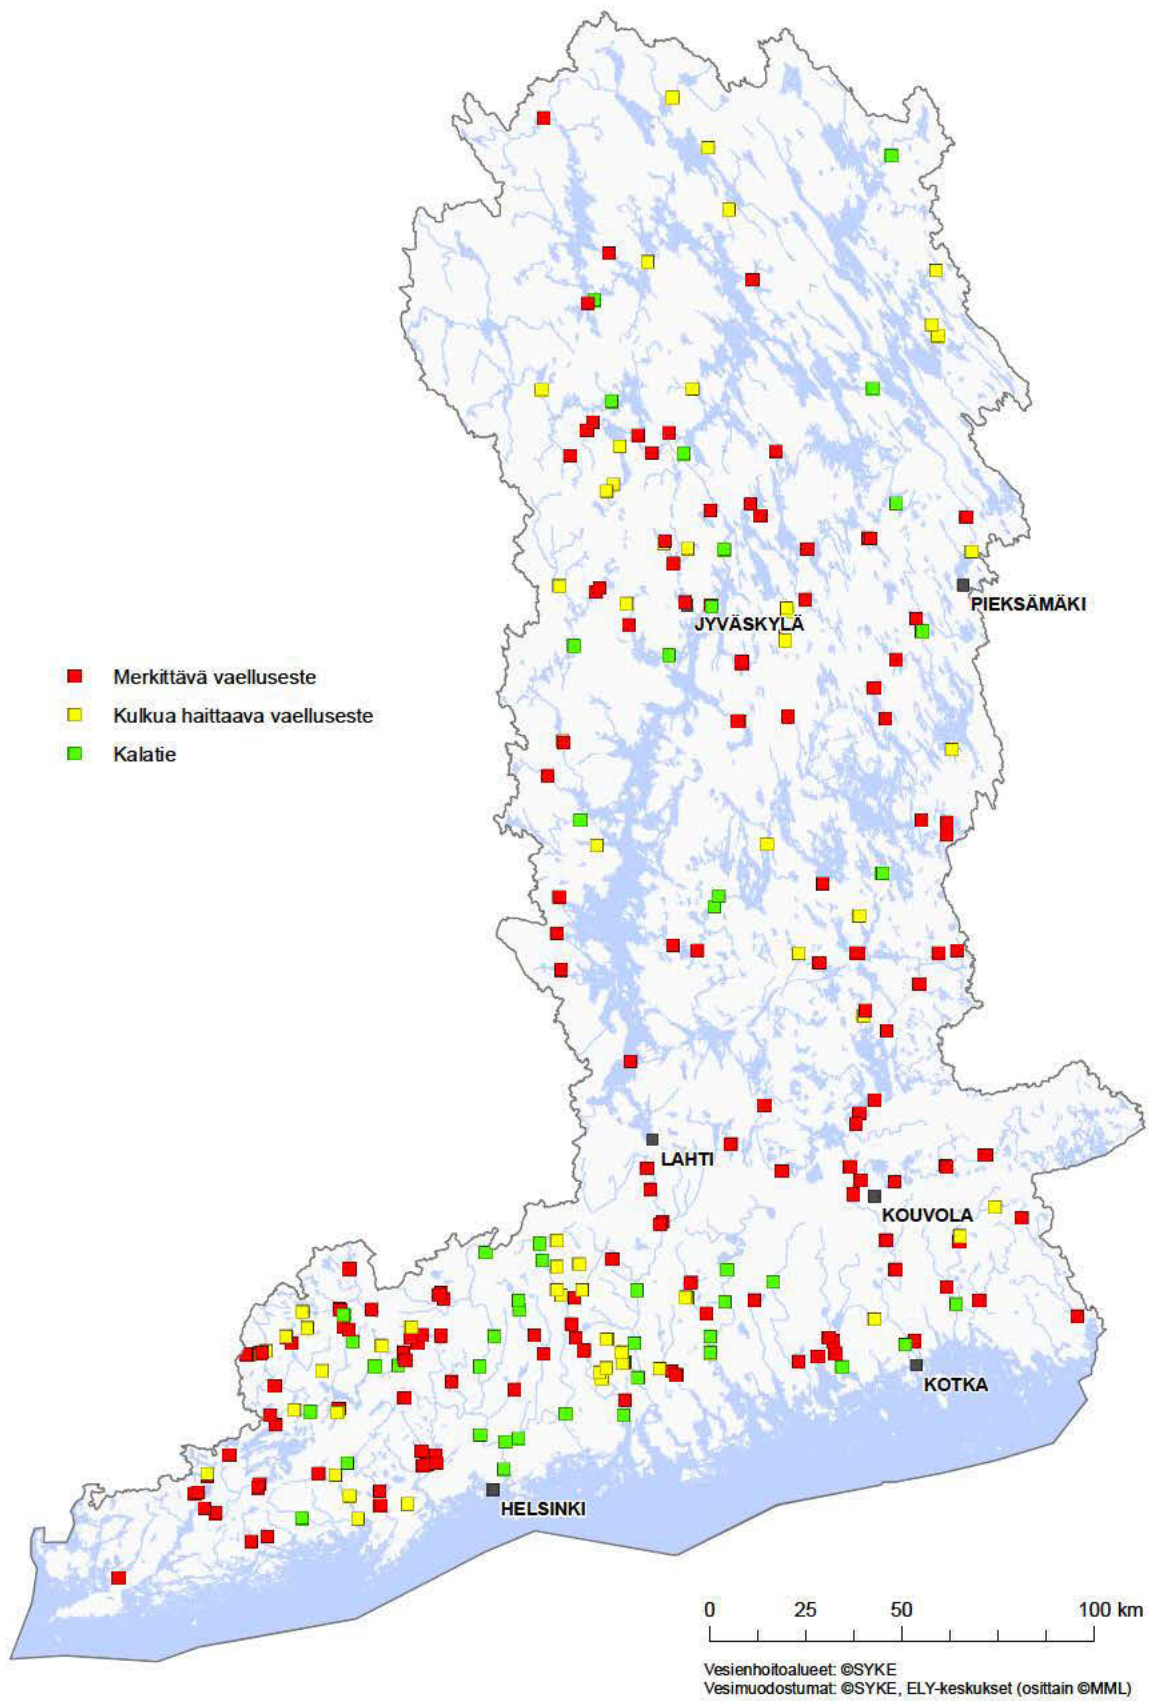 PIEKSÄMÄKI
JYVÄSKYLÄ
Merkittävä vaelluseste
Kulkua haittaava vaelluseste
Kalatie
LAHTI
KOUVOLA
KOTKA
HELSINKI
0 25 50 100 km
Vesienhoitoalueet: ©SYKE
Vesimuodostumat: ©SYKE, ELY-keskukset (osittain ©MML)